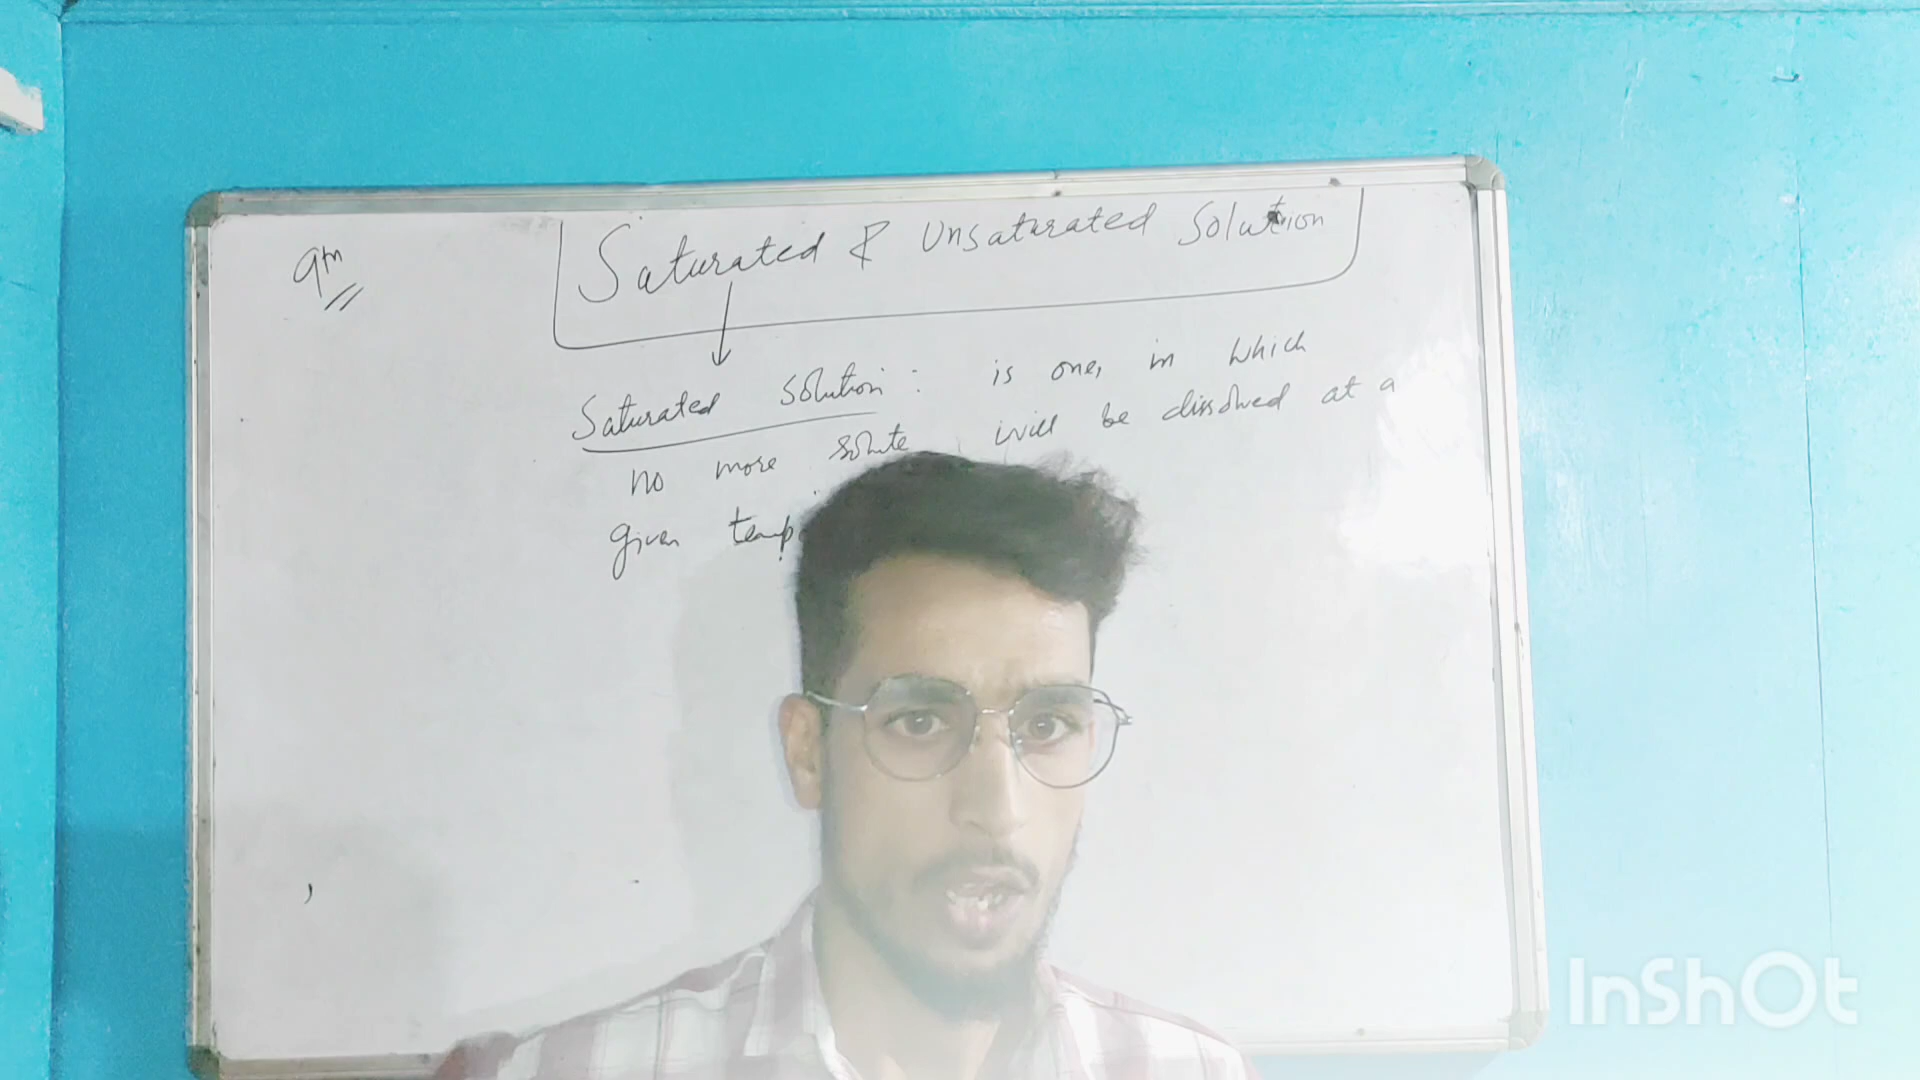 9th
Saturated & Unsaturated Solution
Saturated Solution : is one, in which
no more solute will be dissolved at a
given temp
InShOt